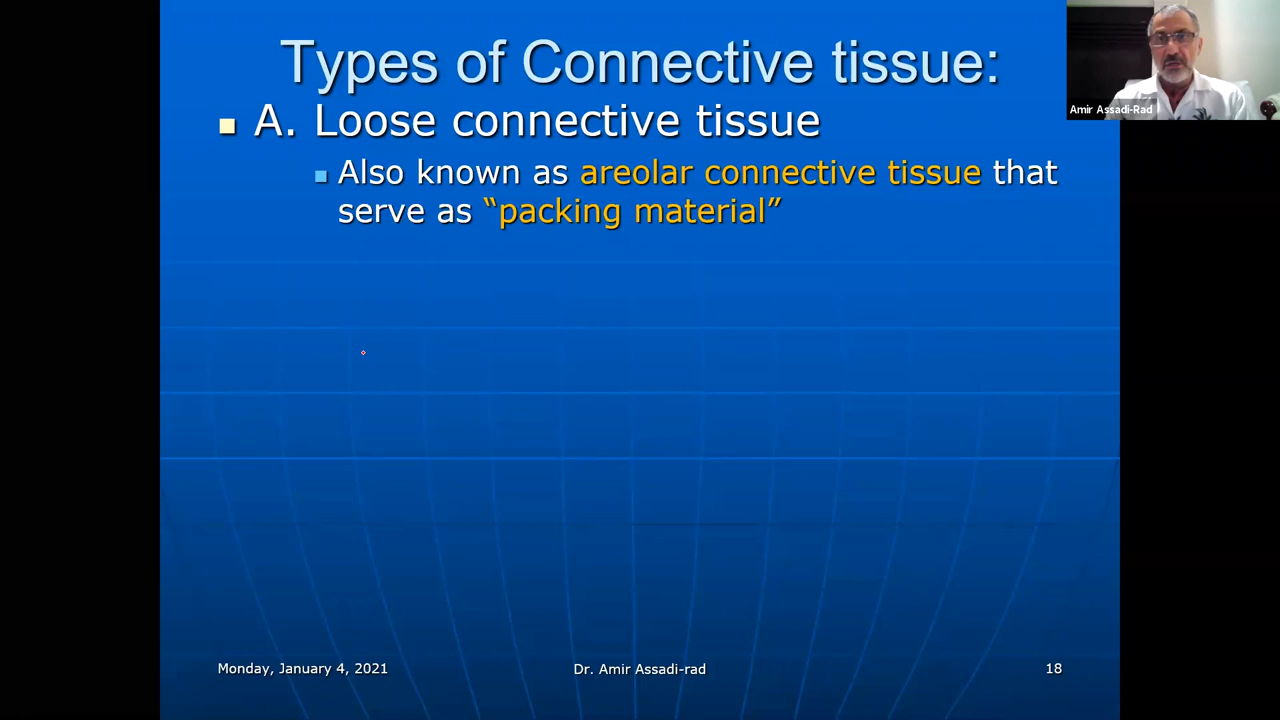 Types of Connective tissue:
A. Loose connective tissue
Also known as areolar connective tissue that
serve as “packing material”
Amir Assadi-Rad
Monday, January 4, 2021
Dr. Amir Assadi-rad
18